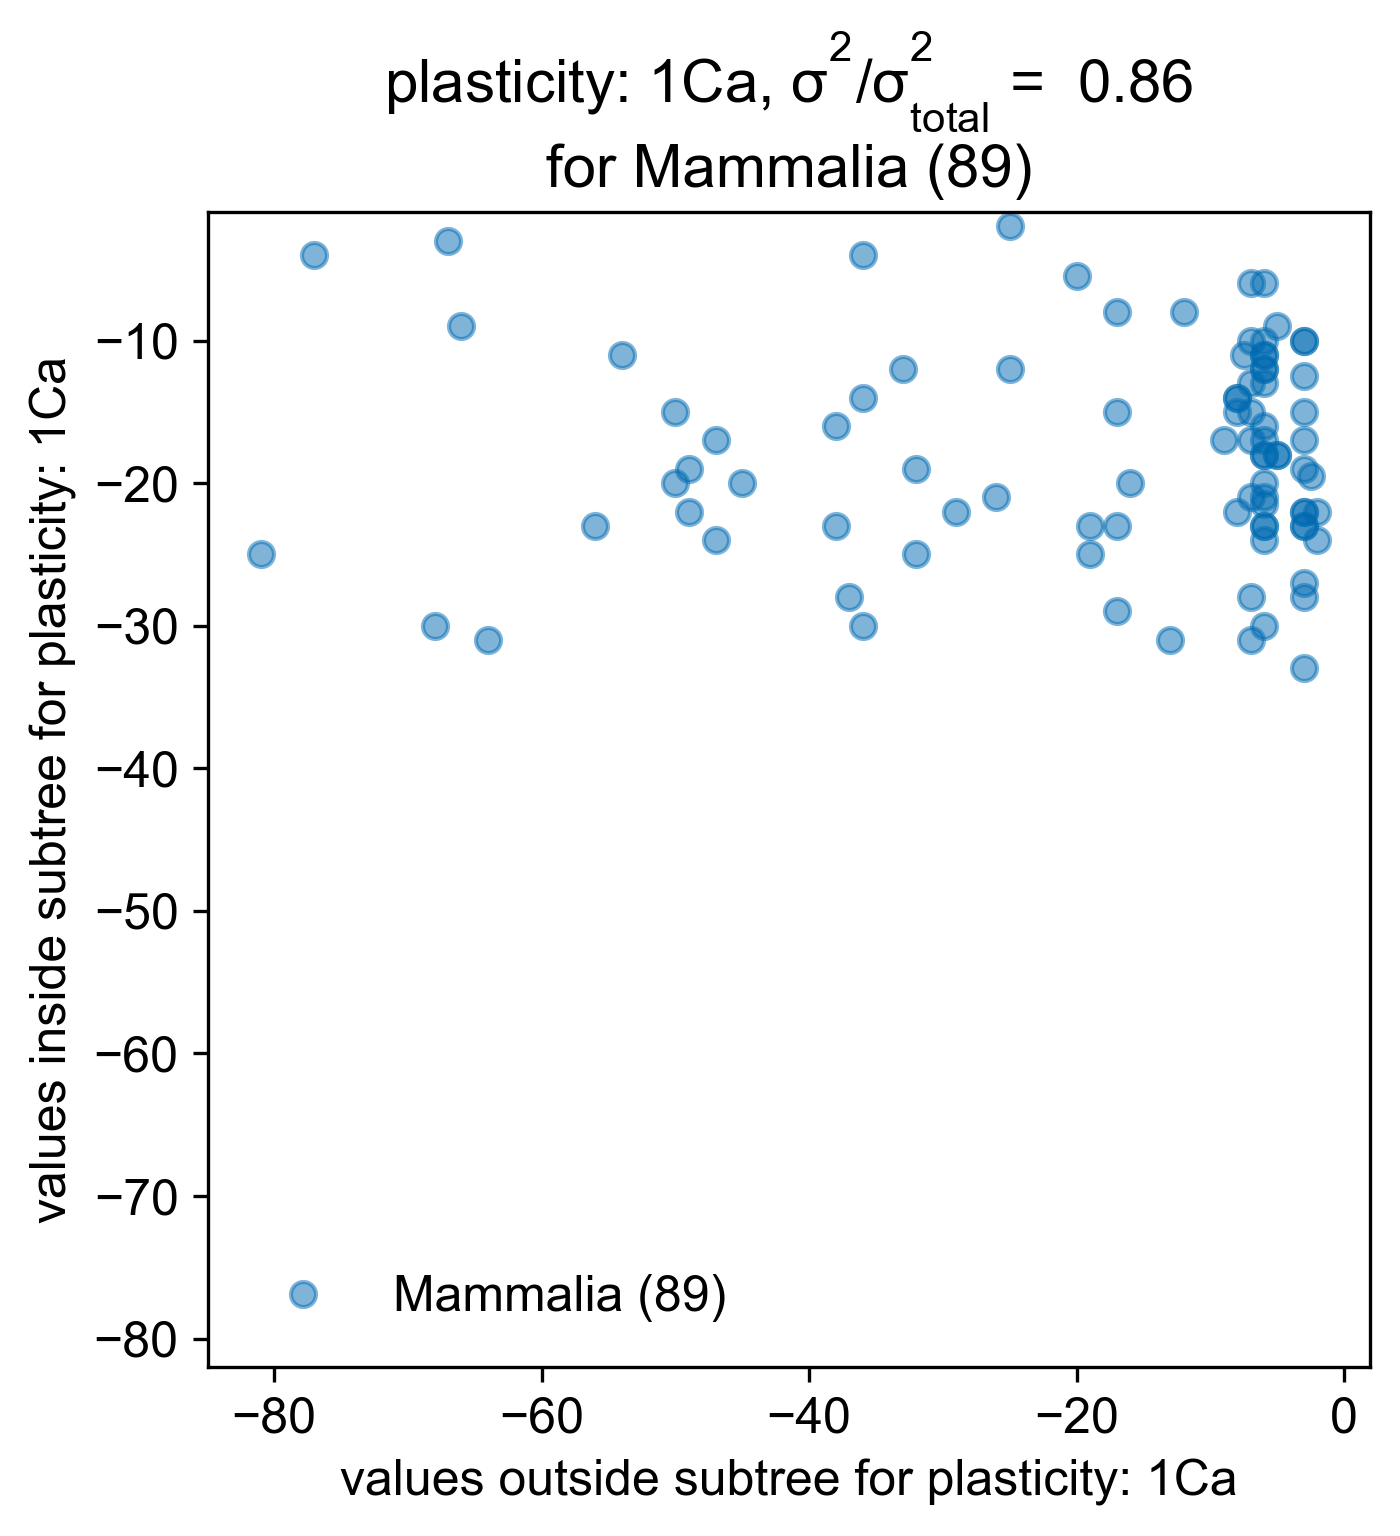 plasticity: 1Ca, σ²/σ²total = 0.86
for Mammalia (89)
values inside subtree for plasticity: 1Ca
−10
−20
−30
−40
−50
−60
−70
−80
Mammalia (89)
−80 −60 −40 −20 0
values outside subtree for plasticity: 1Ca